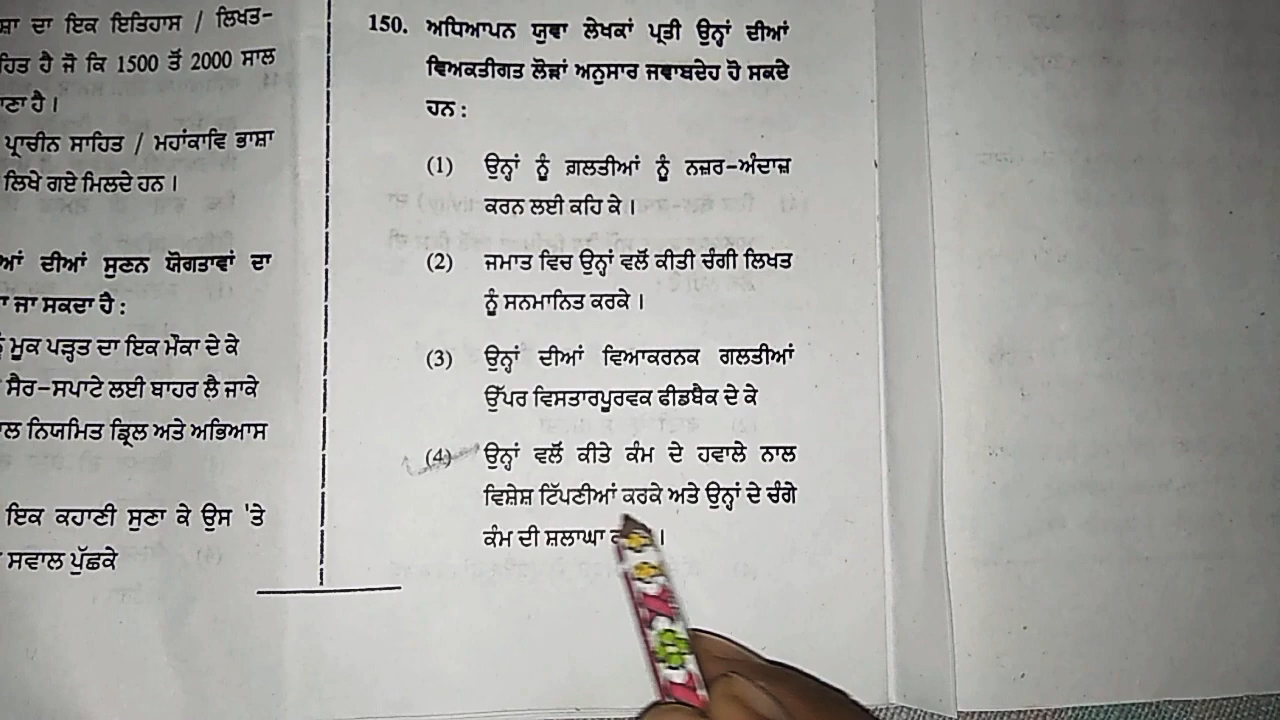 ਸ਼ਾ ਦਾ ਇਕ ਇਤਿਹਾਸ / ਲਿਖਤ-
ਹਿਤ ਹੈ ਜੋ ਕਿ 1500 ਤੋਂ 2000 ਸਾਲ
ਣਾ ਹੈ ।
ਪ੍ਰਾਚੀਨ ਸਾਹਿਤ / ਮਹਾਂਕਾਵਿ ਭਾਸ਼ਾ
ਲਿਖੇ ਗਏ ਮਿਲਦੇ ਹਨ ।
ਆਂ ਦੀਆਂ ਸੁਣਨ ਯੋਗਤਾਵਾਂ ਦਾ
ਜਾ ਸਕਦਾ ਹੈ :
ਮੂਕ ਪੜ੍ਹਤ ਦਾ ਇਕ ਮੌਕਾ ਦੇ ਕੇ
ਸੈਰ-ਸਪਾਟੇ ਲਈ ਬਾਹਰ ਲੈ ਜਾਕੇ
ਲ ਨਿਯਮਿਤ ਡ੍ਰਿਲ ਅਤੇ ਅਭਿਆਸ
ਇਕ ਕਹਾਣੀ ਸੁਣਾ ਕੇ ਉਸ 'ਤੇ
ਸਵਾਲ ਪੁੱਛਕੇ
150. ਅਧਿਆਪਨ ਯੁਵਾ ਲੇਖਕਾਂ ਪ੍ਰਤੀ ਉਨ੍ਹਾਂ ਦੀਆਂ
ਵਿਅਕਤੀਗਤ ਲੋੜਾਂ ਅਨੁਸਾਰ ਜਵਾਬਦੇਹ ਹੋ ਸਕਦੇ
ਹਨ :
(1) ਉਨ੍ਹਾਂ ਨੂੰ ਗ਼ਲਤੀਆਂ ਨੂੰ ਨਜ਼ਰ-ਅੰਦਾਜ਼
ਕਰਨ ਲਈ ਕਹਿ ਕੇ ।
(2) ਜਮਾਤ ਵਿਚ ਉਨ੍ਹਾਂ ਵਲੋਂ ਕੀਤੀ ਚੰਗੀ ਲਿਖਤ
ਨੂੰ ਸਨਮਾਨਿਤ ਕਰਕੇ ।
(3) ਉਨ੍ਹਾਂ ਦੀਆਂ ਵਿਆਕਰਨਕ ਗਲਤੀਆਂ
ਉੱਪਰ ਵਿਸਤਾਰਪੂਰਵਕ ਫੀਡਬੈਕ ਦੇ ਕੇ
(4) ਉਨ੍ਹਾਂ ਵਲੋਂ ਕੀਤੇ ਕੰਮ ਦੇ ਹਵਾਲੇ ਨਾਲ
ਵਿਸ਼ੇਸ਼ ਟਿੱਪਣੀਆਂ ਕਰਕੇ ਅਤੇ ਉਨ੍ਹਾਂ ਦੇ ਚੰਗੇ
ਕੰਮ ਦੀ ਸ਼ਲਾਘਾ ।